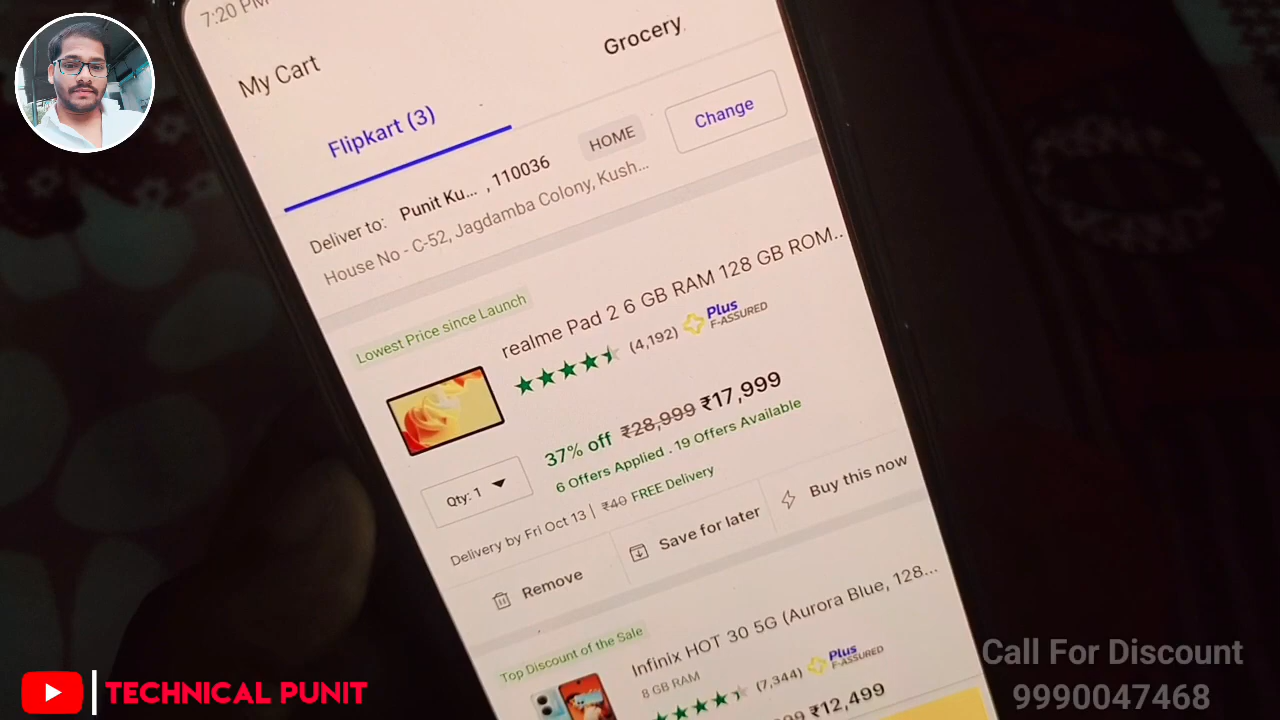 7:20 PM
My Cart
Grocery
Flipkart (3)
Deliver to: Punit Ku... , 110036 HOME
Change
House No - C-52, Jagdamba Colony, Kush...
Lowest Price since Launch
realme Pad 2 6 GB RAM 128 GB ROM..
(4,192) Plus
F-ASSURED
37% off ₹28,999 ₹17,999
6 Offers Applied . 19 Offers Available
Qty: 1
Delivery by Fri Oct 13 | ₹40 FREE Delivery
Remove
Save for later
Buy this now
Top Discount of the Sale
Infinix HOT 30 5G (Aurora Blue, 128...
8 GB RAM
(7,344) Plus
F-ASSURED
₹12,499
TECHNICAL PUNIT
Call For Discount
9990047468